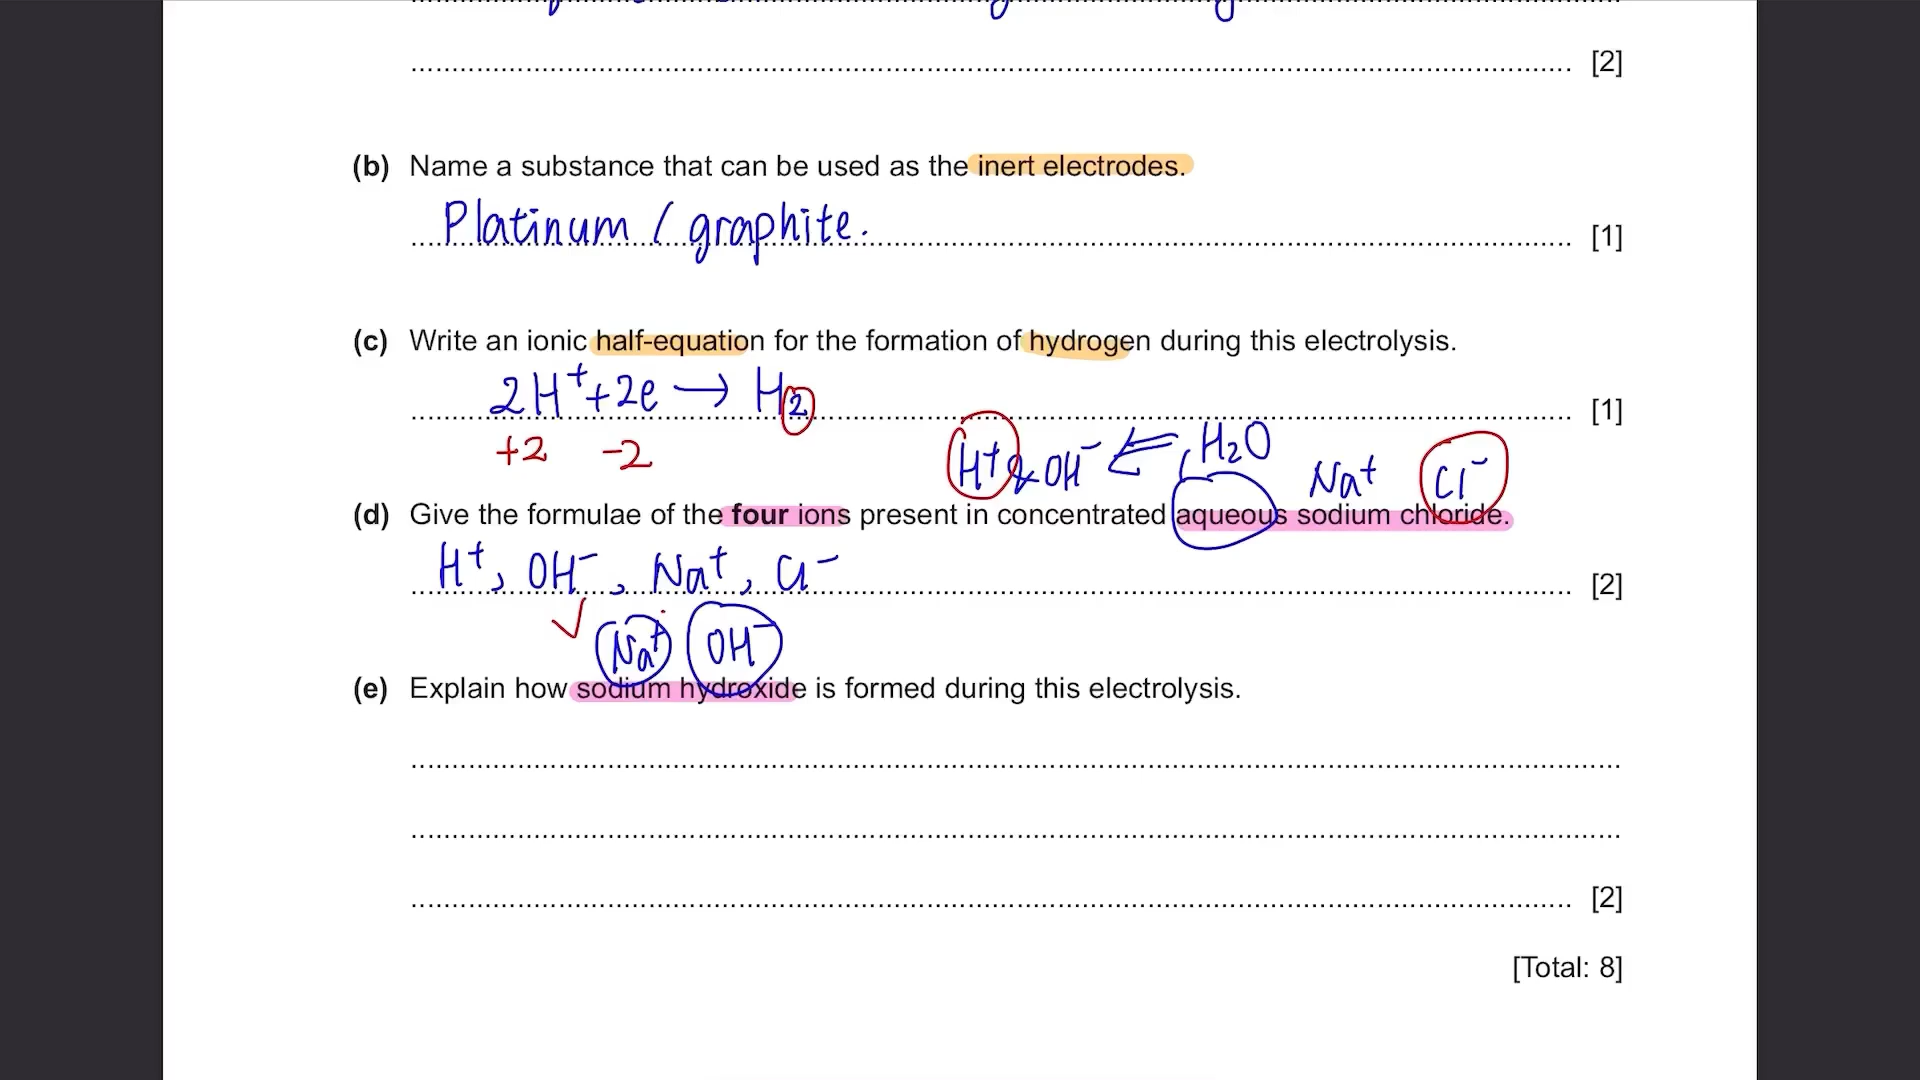 [2]
(b) Name a substance that can be used as the inert electrodes.
Platinum / graphite.
[1]
(c) Write an ionic half-equation for the formation of hydrogen during this electrolysis.
2H⁺ + 2e → H₂
[1]
+2 -2
H⁺ & OH⁻ ⇐ H₂O Na⁺ Cl⁻
(d) Give the formulae of the four ions present in concentrated aqueous sodium chloride.
H⁺, OH⁻, Na⁺, Cl⁻
[2]
✓ Na⁺ OH⁻
(e) Explain how sodium hydroxide is formed during this electrolysis.
[2]
[Total: 8]